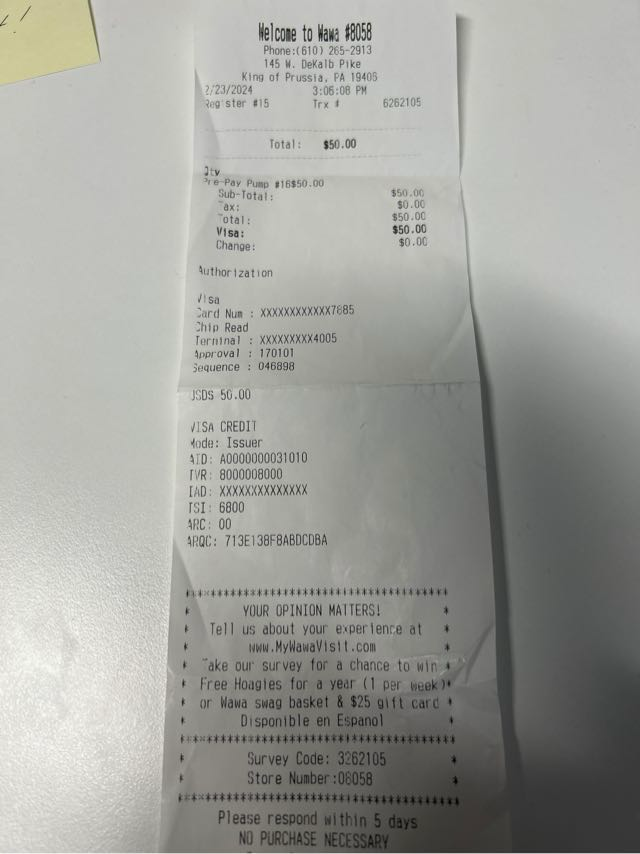 !
Welcome to Wawa #8058
Phone:(610) 265-2913
145 W. DeKalb Pike
King of Prussia, PA 19406
2/23/2024 3:06:08 PM
Register #15 Trx # 6262105
Total: $50.00
Qty
Pre-Pay Pump #16$50.00
Sub-Total: $50.00
Tax: $0.00
Total: $50.00
Visa: $50.00
Change: $0.00
Authorization
Visa
Card Num : XXXXXXXXXXXX7885
Chip Read
Terminal : XXXXXXXXX4005
Approval : 170101
Sequence : 046898
USD$ 50.00
VISA CREDIT
Mode: Issuer
AID: A0000000031010
TVR: 8000008000
IAD: XXXXXXXXXXXXXX
TSI: 6800
ARC: 00
ARQC: 713E138F8ABDCDBA
YOUR OPINION MATTERS!
Tell us about your experience at
www.MyWawaVisit.com
Take our survey for a chance to win
Free Hoagies for a year (1 per week)
or Wawa swag basket & $25 gift card
Disponible en Espanol
Survey Code: 3262105
Store Number:08058
Please respond within 5 days
NO PURCHASE NECESSARY